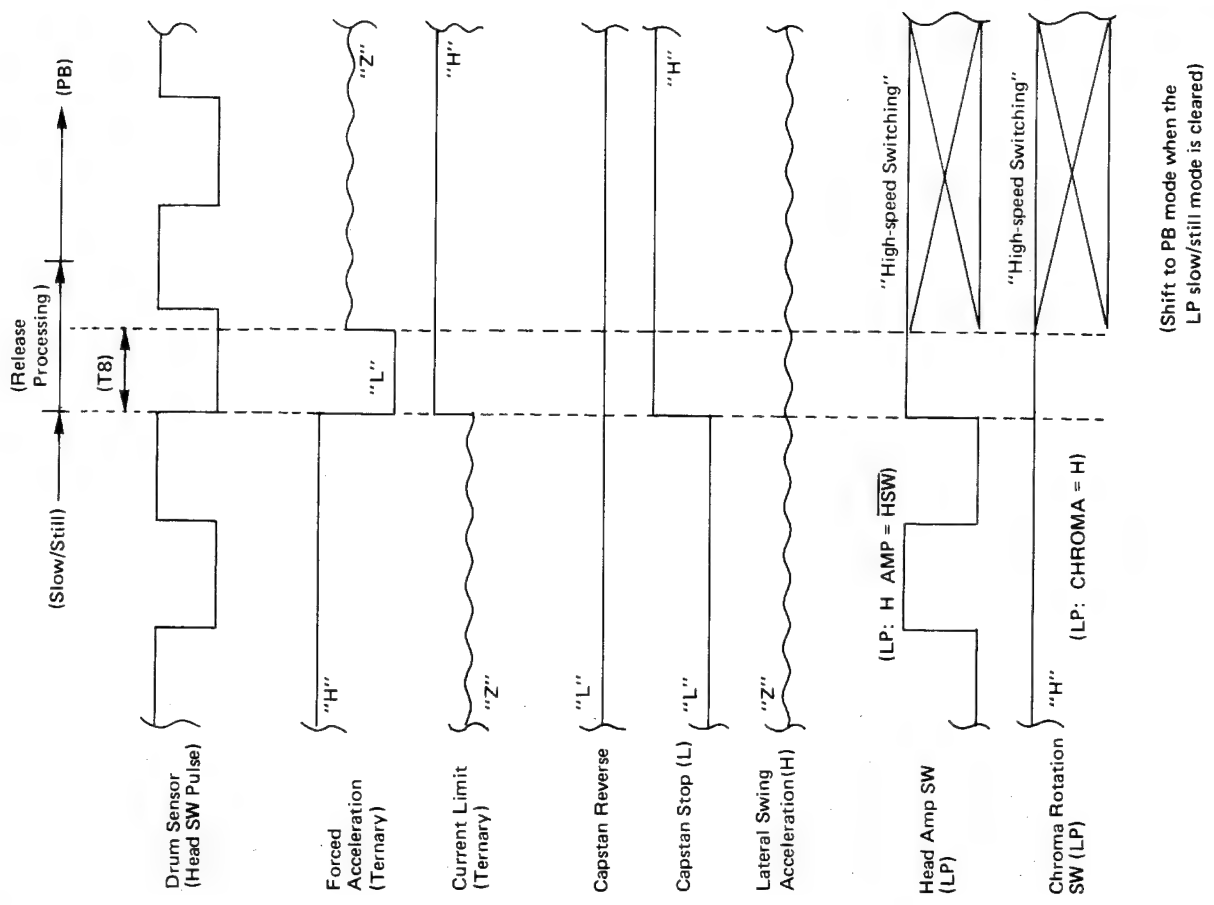 (Slow/Still)
(Release
Processing)
(PB)
(T8)
Drum Sensor
(Head SW Pulse)
Forced
Acceleration
(Ternary)
"H"
"L"
"Z"
Current Limit
(Ternary)
"Z"
"H"
Capstan Reverse
"L"
Capstan Stop (L)
"L"
"H"
Lateral Swing
Acceleration(H)
"Z"
Head Amp SW
(LP)
(LP: H AMP = H̅S̅W̅)
"High-speed Switching"
Chroma Rotation
SW (LP)
"H"
(LP: CHROMA = H)
"High-speed Switching"
(Shift to PB mode when the
LP slow/still mode is cleared)